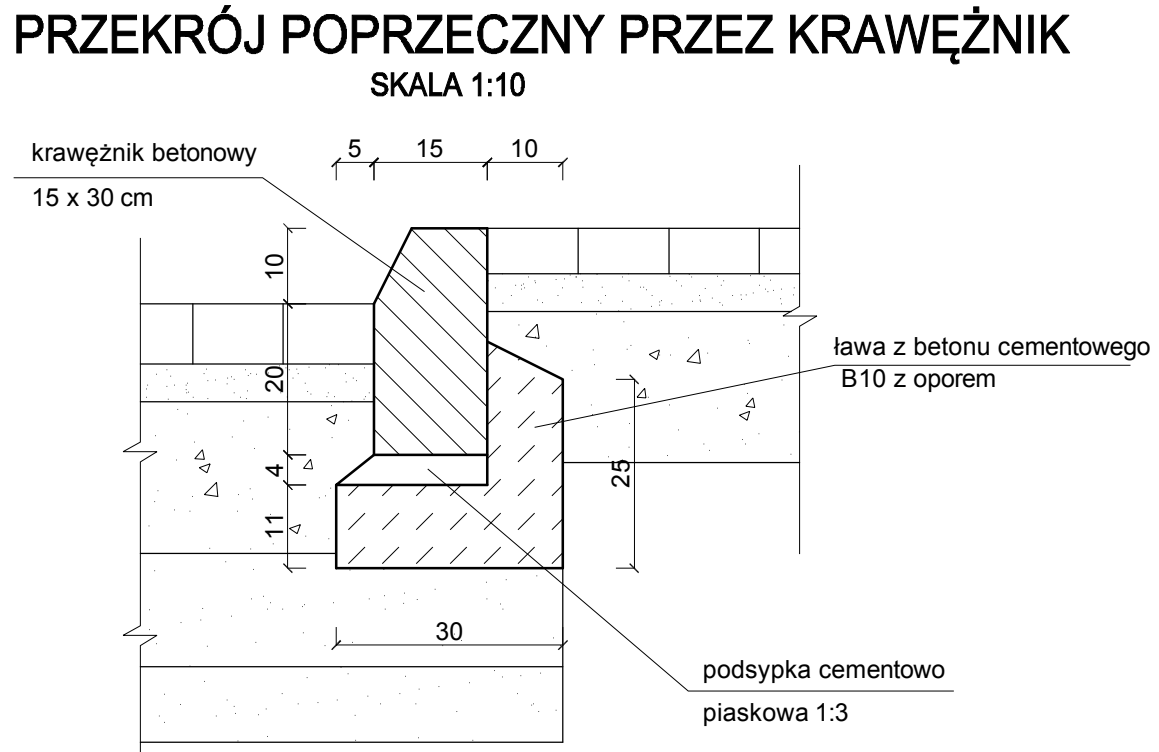 PRZEKRÓJ POPRZECZNY PRZEZ KRAWĘŻNIK
SKALA 1:10
krawężnik betonowy
15 x 30 cm
5 15 10
10
20
4
11
ława z betonu cementowego
B10 z oporem
25
30
podsypka cementowo
piaskowa 1:3